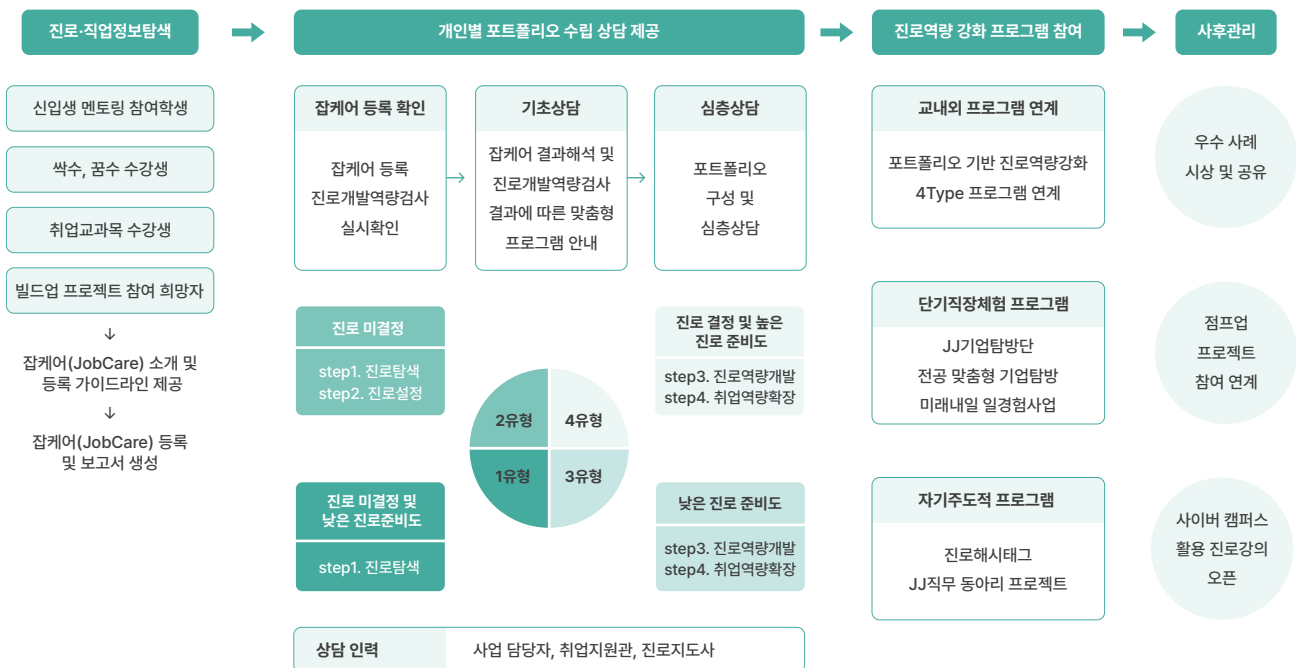 진로·직업정보탐색
개인별 포트폴리오 수립 상담 제공
진로역량 강화 프로그램 참여
사후관리
신입생 멘토링 참여학생
싹수, 꿈수 수강생
취업교과목 수강생
빌드업 프로젝트 참여 희망자
↓
잡케어(JobCare) 소개 및
등록 가이드라인 제공
↓
잡케어(JobCare) 등록
및 보고서 생성
잡케어 등록 확인
잡케어 등록
진로개발역량검사
실시확인
기초상담
잡케어 결과해석 및
진로개발역량검사
결과에 따른 맞춤형
프로그램 안내
심층상담
포트폴리오
구성 및
심층상담
진로 미결정
step1. 진로탐색
step2. 진로설정
진로 결정 및 높은
진로 준비도
step3. 진로역량개발
step4. 취업역량확장
2유형
4유형
1유형
3유형
진로 미결정 및
낮은 진로준비도
step1. 진로탐색
낮은 진로 준비도
step3. 진로역량개발
step4. 취업역량확장
상담 인력
사업 담당자, 취업지원관, 진로지도사
교내외 프로그램 연계
포트폴리오 기반 진로역량강화
4Type 프로그램 연계
단기직장체험 프로그램
JJ기업탐방단
전공 맞춤형 기업탐방
미래내일 일경험사업
자기주도적 프로그램
진로해시태그
JJ직무 동아리 프로젝트
우수 사례
시상 및 공유
점프업
프로젝트
참여 연계
사이버 캠퍼스
활용 진로강의
오픈